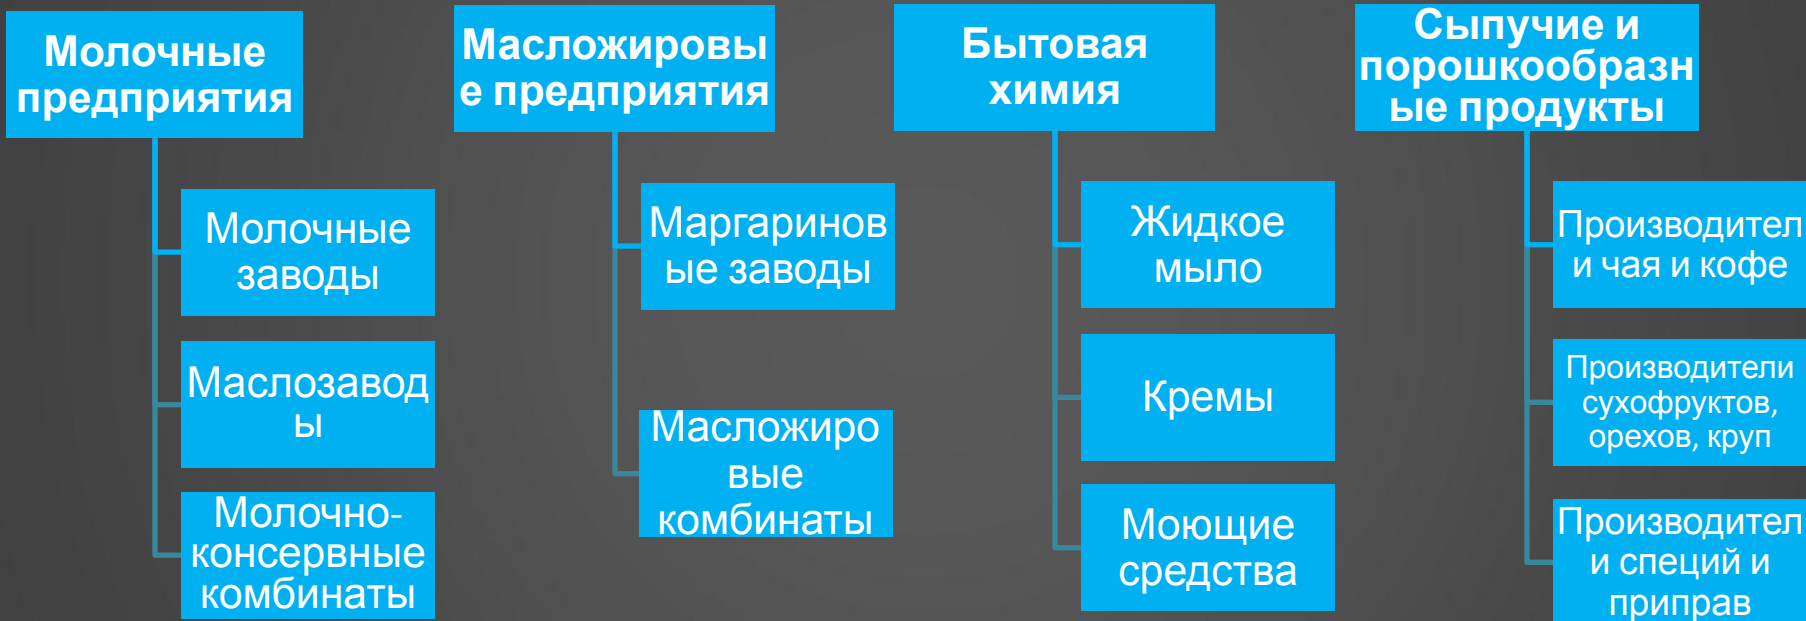 Молочные
предприятия
Молочные
заводы
Маслозавод
ы
Молочно-
консервные
комбинаты
Масложировы
е предприятия
Маргаринов
ые заводы
Масложиро
вые
комбинаты
Бытовая
химия
Жидкое
мыло
Кремы
Моющие
средства
Сыпучие и
порошкообразн
ые продукты
Производител
и чая и кофе
Производители
сухофруктов,
орехов, круп
Производител
и специй и
приправ